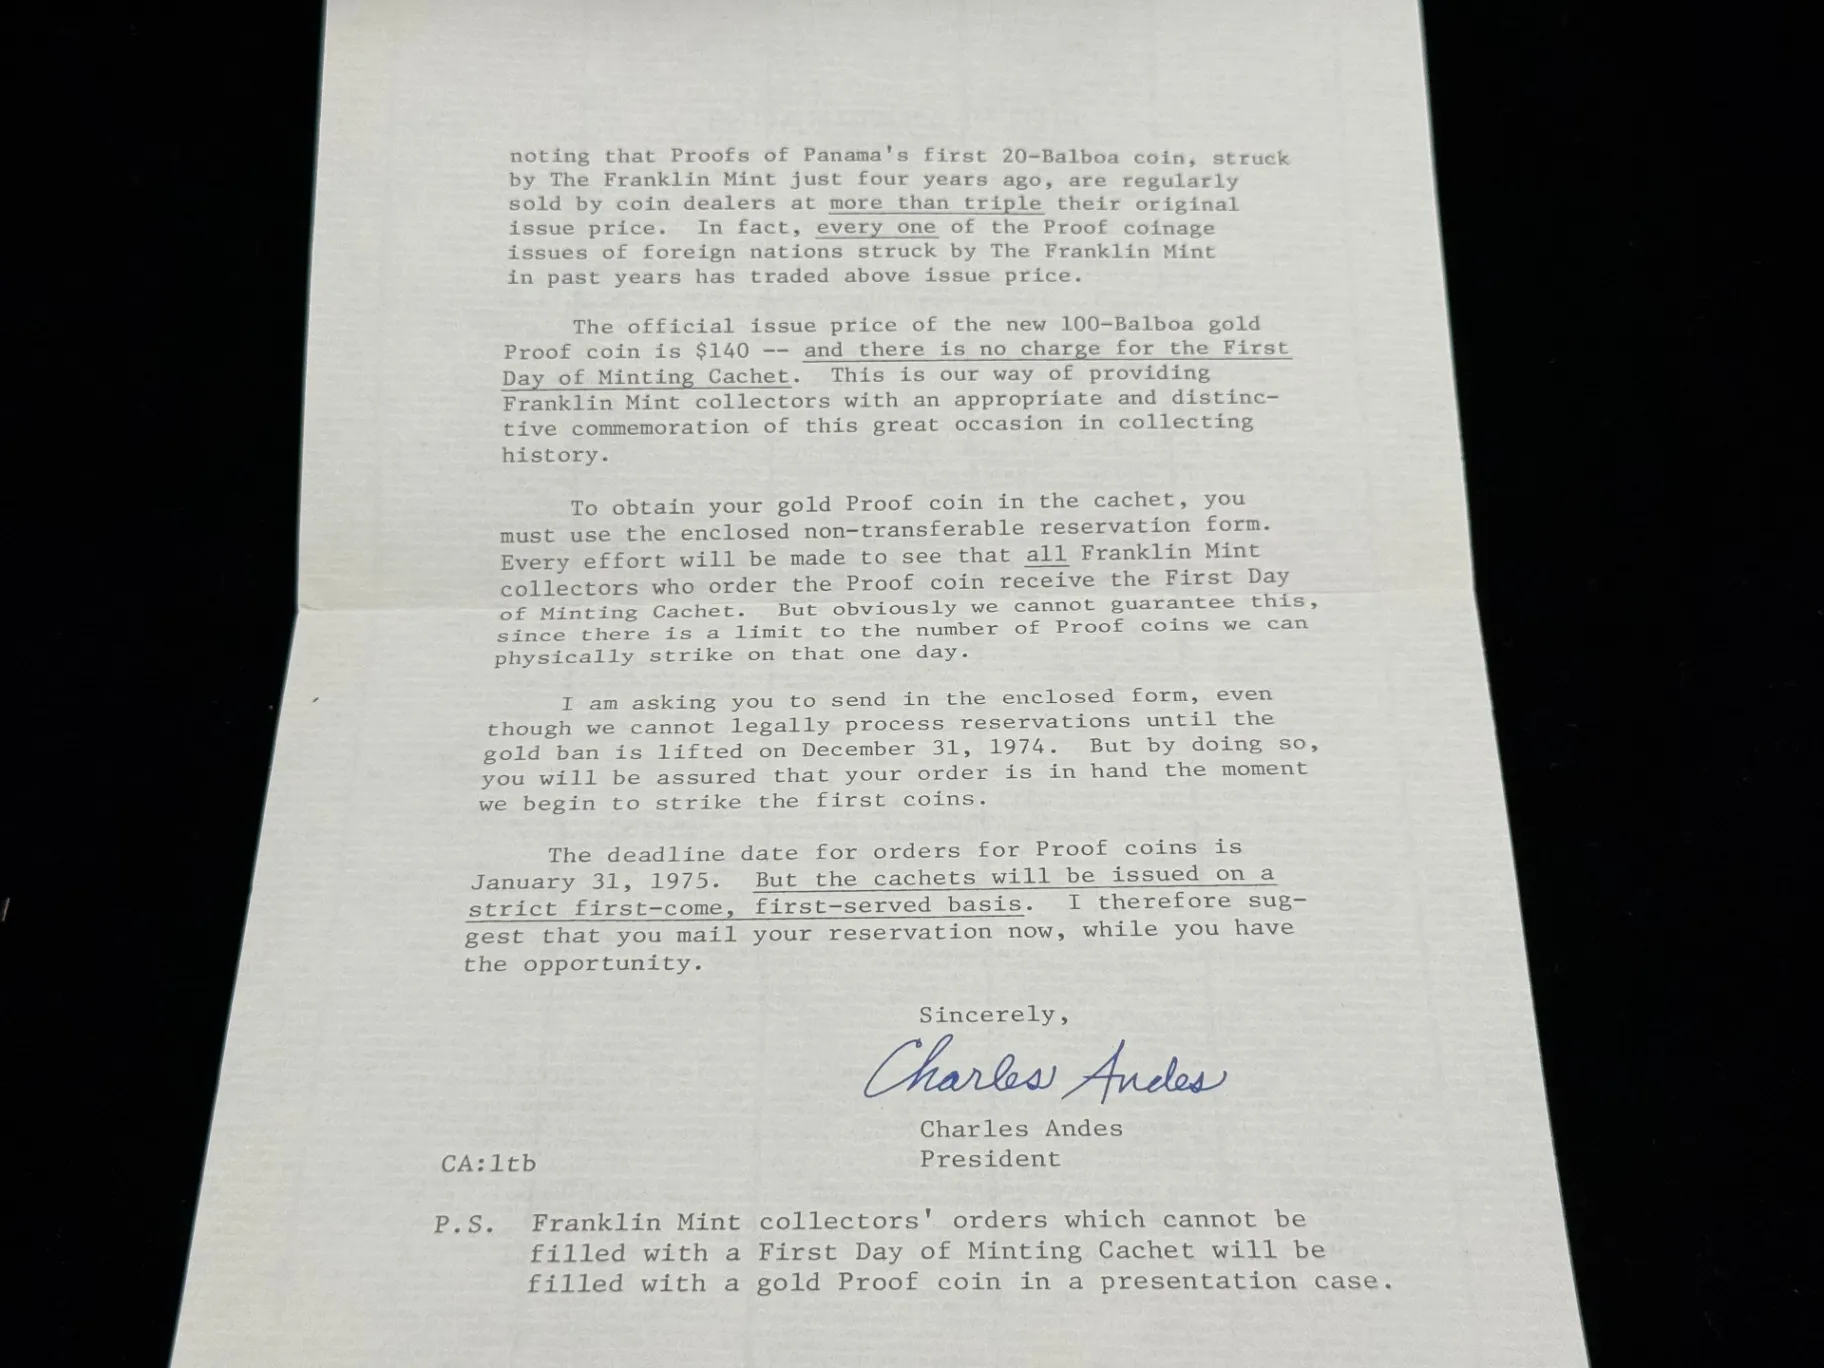 noting that Proofs of Panama's first 20-Balboa coin, struck
by The Franklin Mint just four years ago, are regularly
sold by coin dealers at more than triple their original
issue price. In fact, every one of the Proof coinage
issues of foreign nations struck by The Franklin Mint
in past years has traded above issue price.
The official issue price of the new 100-Balboa gold
Proof coin is $140 -- and there is no charge for the First
Day of Minting Cachet. This is our way of providing
Franklin Mint collectors with an appropriate and distinc-
tive commemoration of this great occasion in collecting
history.
To obtain your gold Proof coin in the cachet, you
must use the enclosed non-transferable reservation form.
Every effort will be made to see that all Franklin Mint
collectors who order the Proof coin receive the First Day
of Minting Cachet. But obviously we cannot guarantee this,
since there is a limit to the number of Proof coins we can
physically strike on that one day.
I am asking you to send in the enclosed form, even
though we cannot legally process reservations until the
gold ban is lifted on December 31, 1974. But by doing so,
you will be assured that your order is in hand the moment
we begin to strike the first coins.
The deadline date for orders for Proof coins is
January 31, 1975. But the cachets will be issued on a
strict first-come, first-served basis. I therefore sug-
gest that you mail your reservation now, while you have
the opportunity.
Sincerely,
Charles Andes
Charles Andes
President
CA:ltb
P.S. Franklin Mint collectors' orders which cannot be
filled with a First Day of Minting Cachet will be
filled with a gold Proof coin in a presentation case.